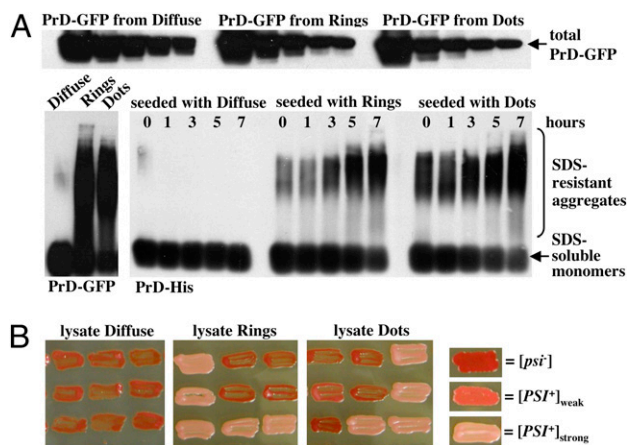 A
PrD-GFP from Diffuse PrD-GFP from Rings PrD-GFP from Dots
total
PrD-GFP
Diffuse
Rings
Dots
seeded with Diffuse seeded with Rings seeded with Dots
0 1 3 5 7 0 1 3 5 7 0 1 3 5 7 hours
SDS-
resistant
aggregates
SDS-
soluble
monomers
PrD-GFP PrD-His
B
lysate Diffuse lysate Rings lysate Dots
= [psi-]
= [PSI+]weak
= [PSI+]strong